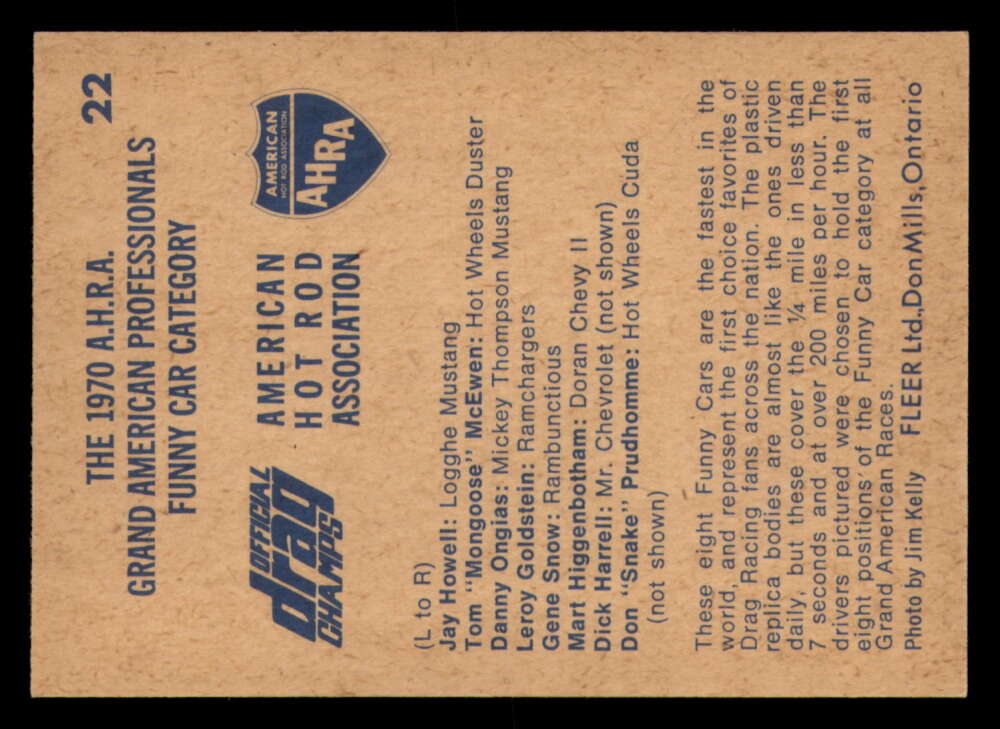 22
THE 1970 A.H.R.A.
GRAND AMERICAN PROFESSIONALS
FUNNY CAR CATEGORY
OFFICIAL
drag
CHAMPS
AMERICAN
HOT ROD
ASSOCIATION
AMERICAN
HOT ROD ASSOCIATION
AHRA
(L to R)
Jay Howell: Logghe Mustang
Tom "Mongoose" McEwen: Hot Wheels Duster
Danny Ongias: Mickey Thompson Mustang
Leroy Goldstein: Ramchargers
Gene Snow: Rambunctious
Mart Higgenbotham: Doran Chevy II
Dick Harrell: Mr. Chevrolet (not shown)
Don "Snake" Prudhomme: Hot Wheels Cuda
(not shown)
These eight Funny Cars are the fastest in the
world, and represent the first choice favorites of
Drag Racing fans across the nation. The plastic
replica bodies are almost like the ones driven
daily, but these cover the ¼ mile in less than
7 seconds and at over 200 miles per hour. The
drivers pictured were chosen to hold the first
eight positions of the Funny Car category at all
Grand American Races.
Photo by Jim Kelly FLEER Ltd., Don Mills, Ontario